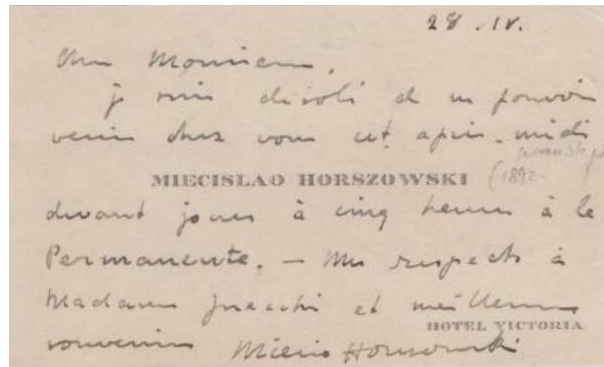 28.IV.
Cher Monsieur,
je suis désolé de ne pouvoir
venir chez vous cet après-midi
MIECISLAO HORSZOWSKI
(1892-
devant jouer à cinq heures à la
Permanente. – Mes respects à
Madame et meilleurs
HOTEL VICTORIA
souvenirs Miecio Horszowski